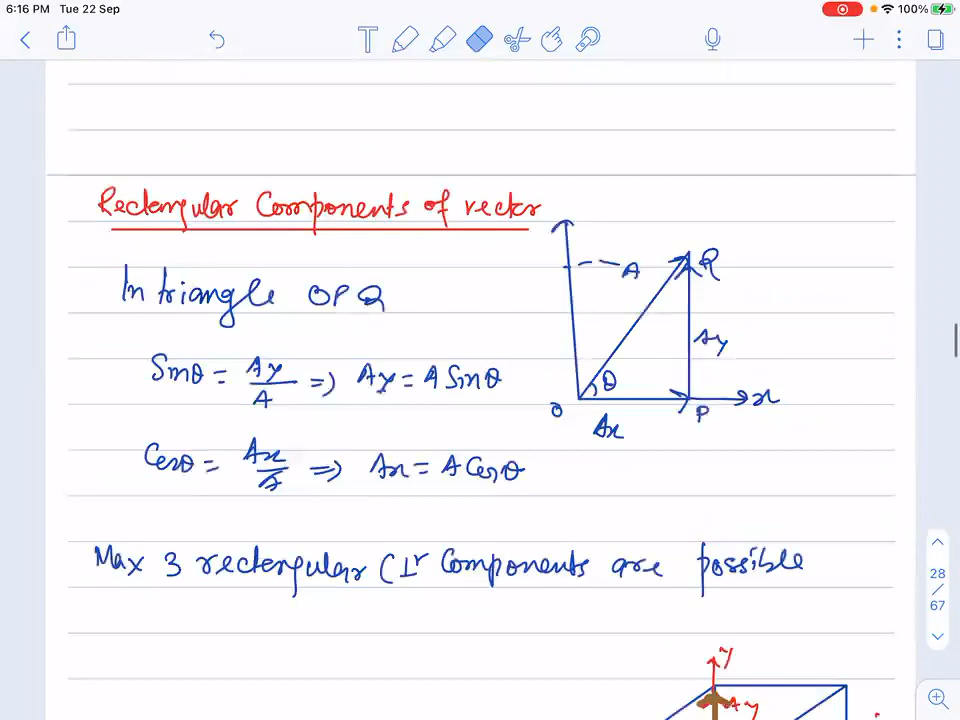 6:16 PM Tue 22 Sep
100%
Rectangular Components of vector
A
Q
In triangle OPQ
Ay
Sinθ = Ay/A => Ay = A Sinθ
θ
x
O
P
Ax
Cosθ = Ax/A => Ax = A Cosθ
Max 3 rectangular (⊥r Components are possible
28
/
67
y
Ay